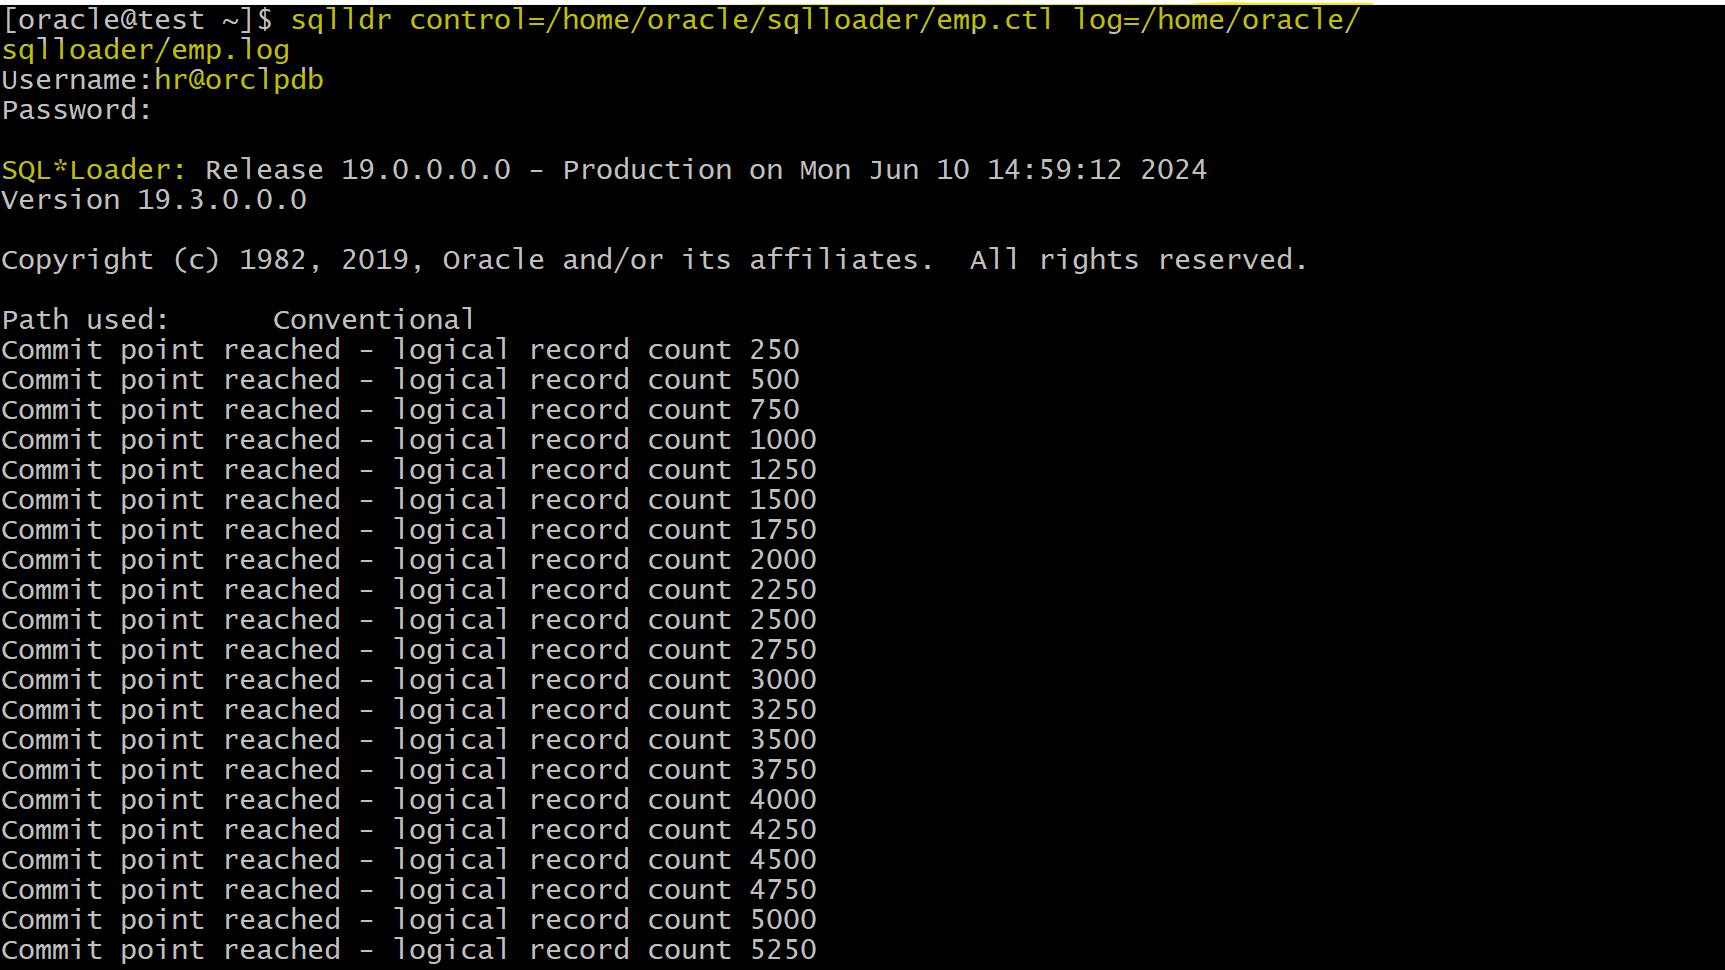 [oracle@test ~]$ sqlldr control=/home/oracle/sqlloader/emp.ctl log=/home/oracle/
sqlloader/emp.log
Username:hr@orclpdb
Password:
SQL*Loader: Release 19.0.0.0.0 - Production on Mon Jun 10 14:59:12 2024
Version 19.3.0.0.0
Copyright (c) 1982, 2019, Oracle and/or its affiliates.  All rights reserved.
Path used:      Conventional
Commit point reached - logical record count 250
Commit point reached - logical record count 500
Commit point reached - logical record count 750
Commit point reached - logical record count 1000
Commit point reached - logical record count 1250
Commit point reached - logical record count 1500
Commit point reached - logical record count 1750
Commit point reached - logical record count 2000
Commit point reached - logical record count 2250
Commit point reached - logical record count 2500
Commit point reached - logical record count 2750
Commit point reached - logical record count 3000
Commit point reached - logical record count 3250
Commit point reached - logical record count 3500
Commit point reached - logical record count 3750
Commit point reached - logical record count 4000
Commit point reached - logical record count 4250
Commit point reached - logical record count 4500
Commit point reached - logical record count 4750
Commit point reached - logical record count 5000
Commit point reached - logical record count 5250